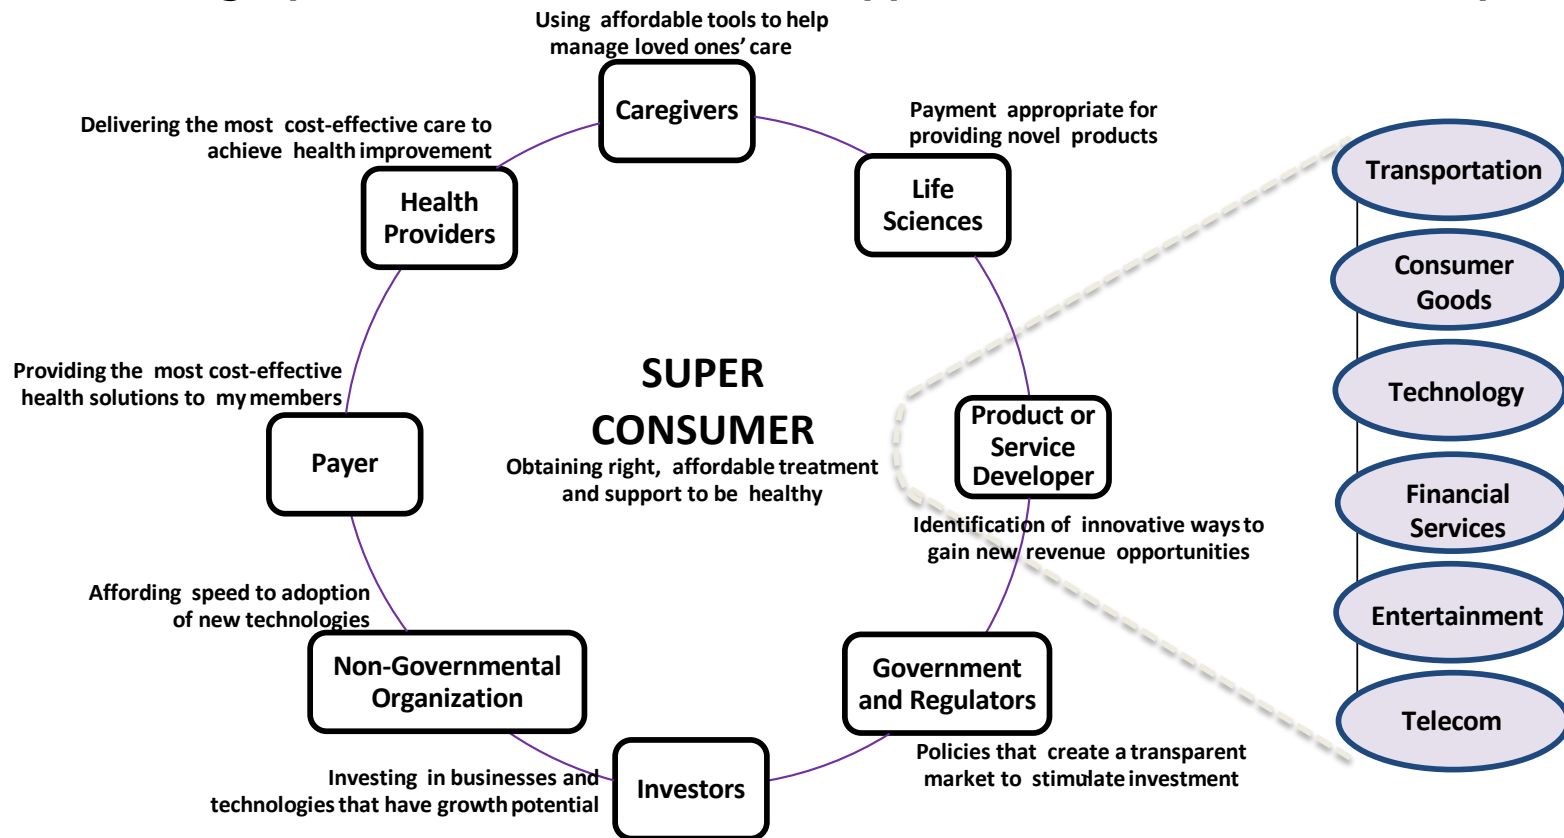 Using affordable tools to help
manage loved ones' care
Caregivers
Payment appropriate for
providing novel products
Life
Sciences
Delivering the most cost-effective care to
achieve health improvement
Health
Providers
Providing the most cost-effective
health solutions to my members
Payer
SUPER
CONSUMER
Obtaining right, affordable treatment
and support to be healthy
Product or
Service
Developer
Identification of innovative ways to
gain new revenue opportunities
Affording speed to adoption
of new technologies
Non-Governmental
Organization
Government
and Regulators
Policies that create a transparent
market to stimulate investment
Investing in businesses and
technologies that have growth potential
Investors
Transportation
Consumer
Goods
Technology
Financial
Services
Entertainment
Telecom